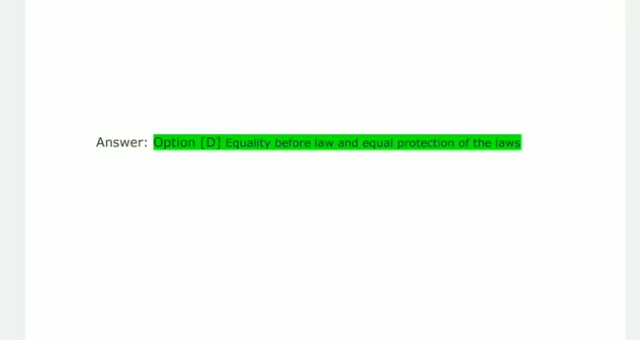 Answer: Option [D] Equality before law and equal protection of the laws